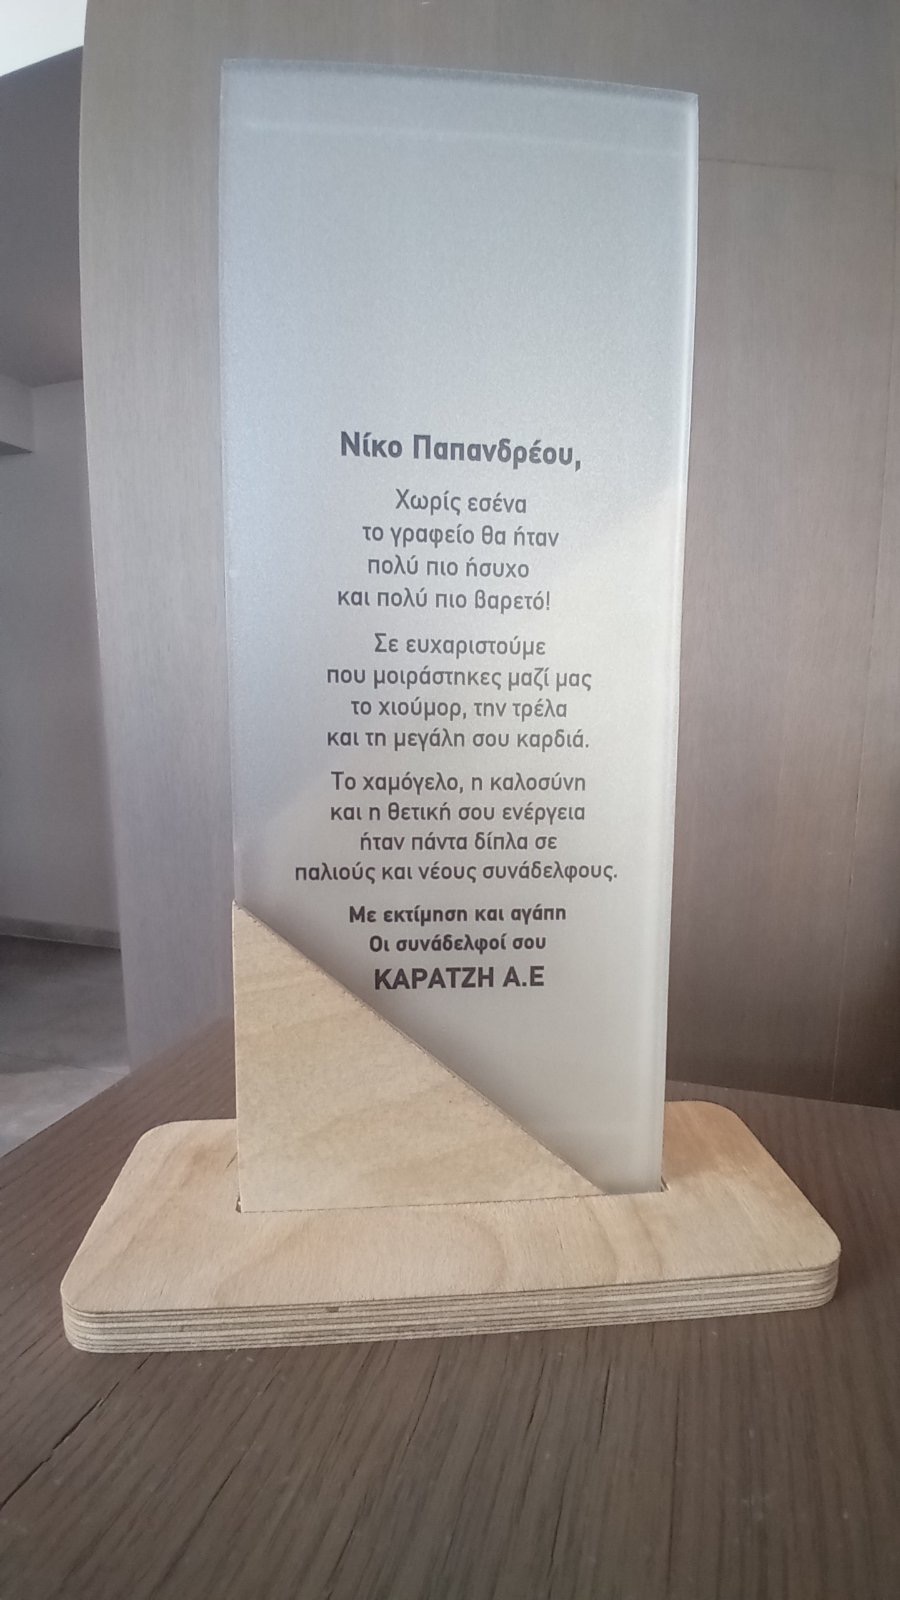 Νίκο Παπανδρέου,
Χωρίς εσένα
το γραφείο θα ήταν
πολύ πιο ήσυχο
και πολύ πιο βαρετό!
Σε ευχαριστούμε
που μοιράστηκες μαζί μας
το χιούμορ, την τρέλα
και τη μεγάλη σου καρδιά.
Το χαμόγελο, η καλοσύνη
και η θετική σου ενέργεια
ήταν πάντα δίπλα σε
παλιούς και νέους συνάδελφους.
Με εκτίμηση και αγάπη
Οι συνάδελφοί σου
ΚΑΡΑΤΖΗ Α.Ε